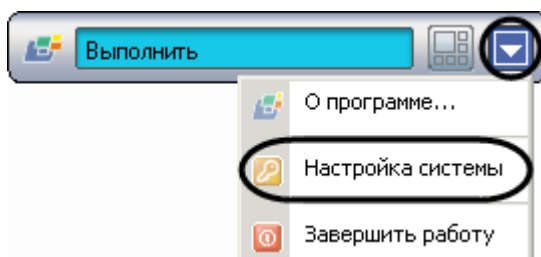 Выполнить
О программе...
Настройка системы
Завершить работу